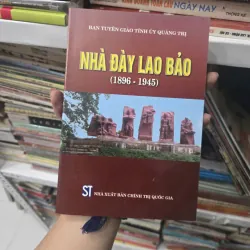 BAN TUYÊN GIÁO TỈNH ỦY QUẢNG TRỊ
NHÀ ĐÀY LAO BẢO
(1896 - 1945)
ST NHÀ XUẤT BẢN CHÍNH TRỊ QUỐC GIA
NGÀY NAY